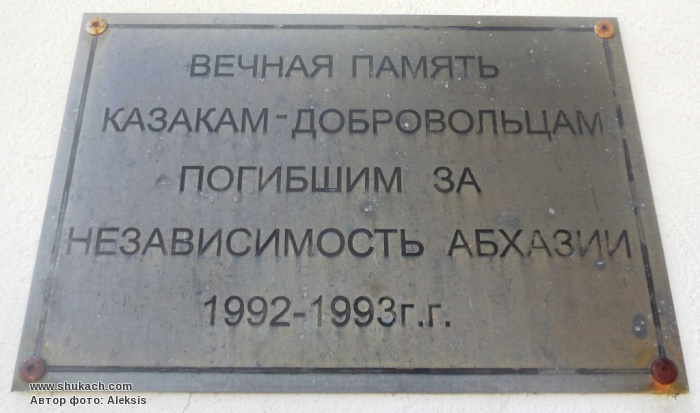 ВЕЧНАЯ ПАМЯТЬ
КАЗАКАМ-ДОБРОВОЛЬЦАМ
ПОГИБШИМ ЗА
НЕЗАВИСИМОСТЬ АБХАЗИИ
1992-1993г.г.
www.shukach.com
Автор фото: Aleksis